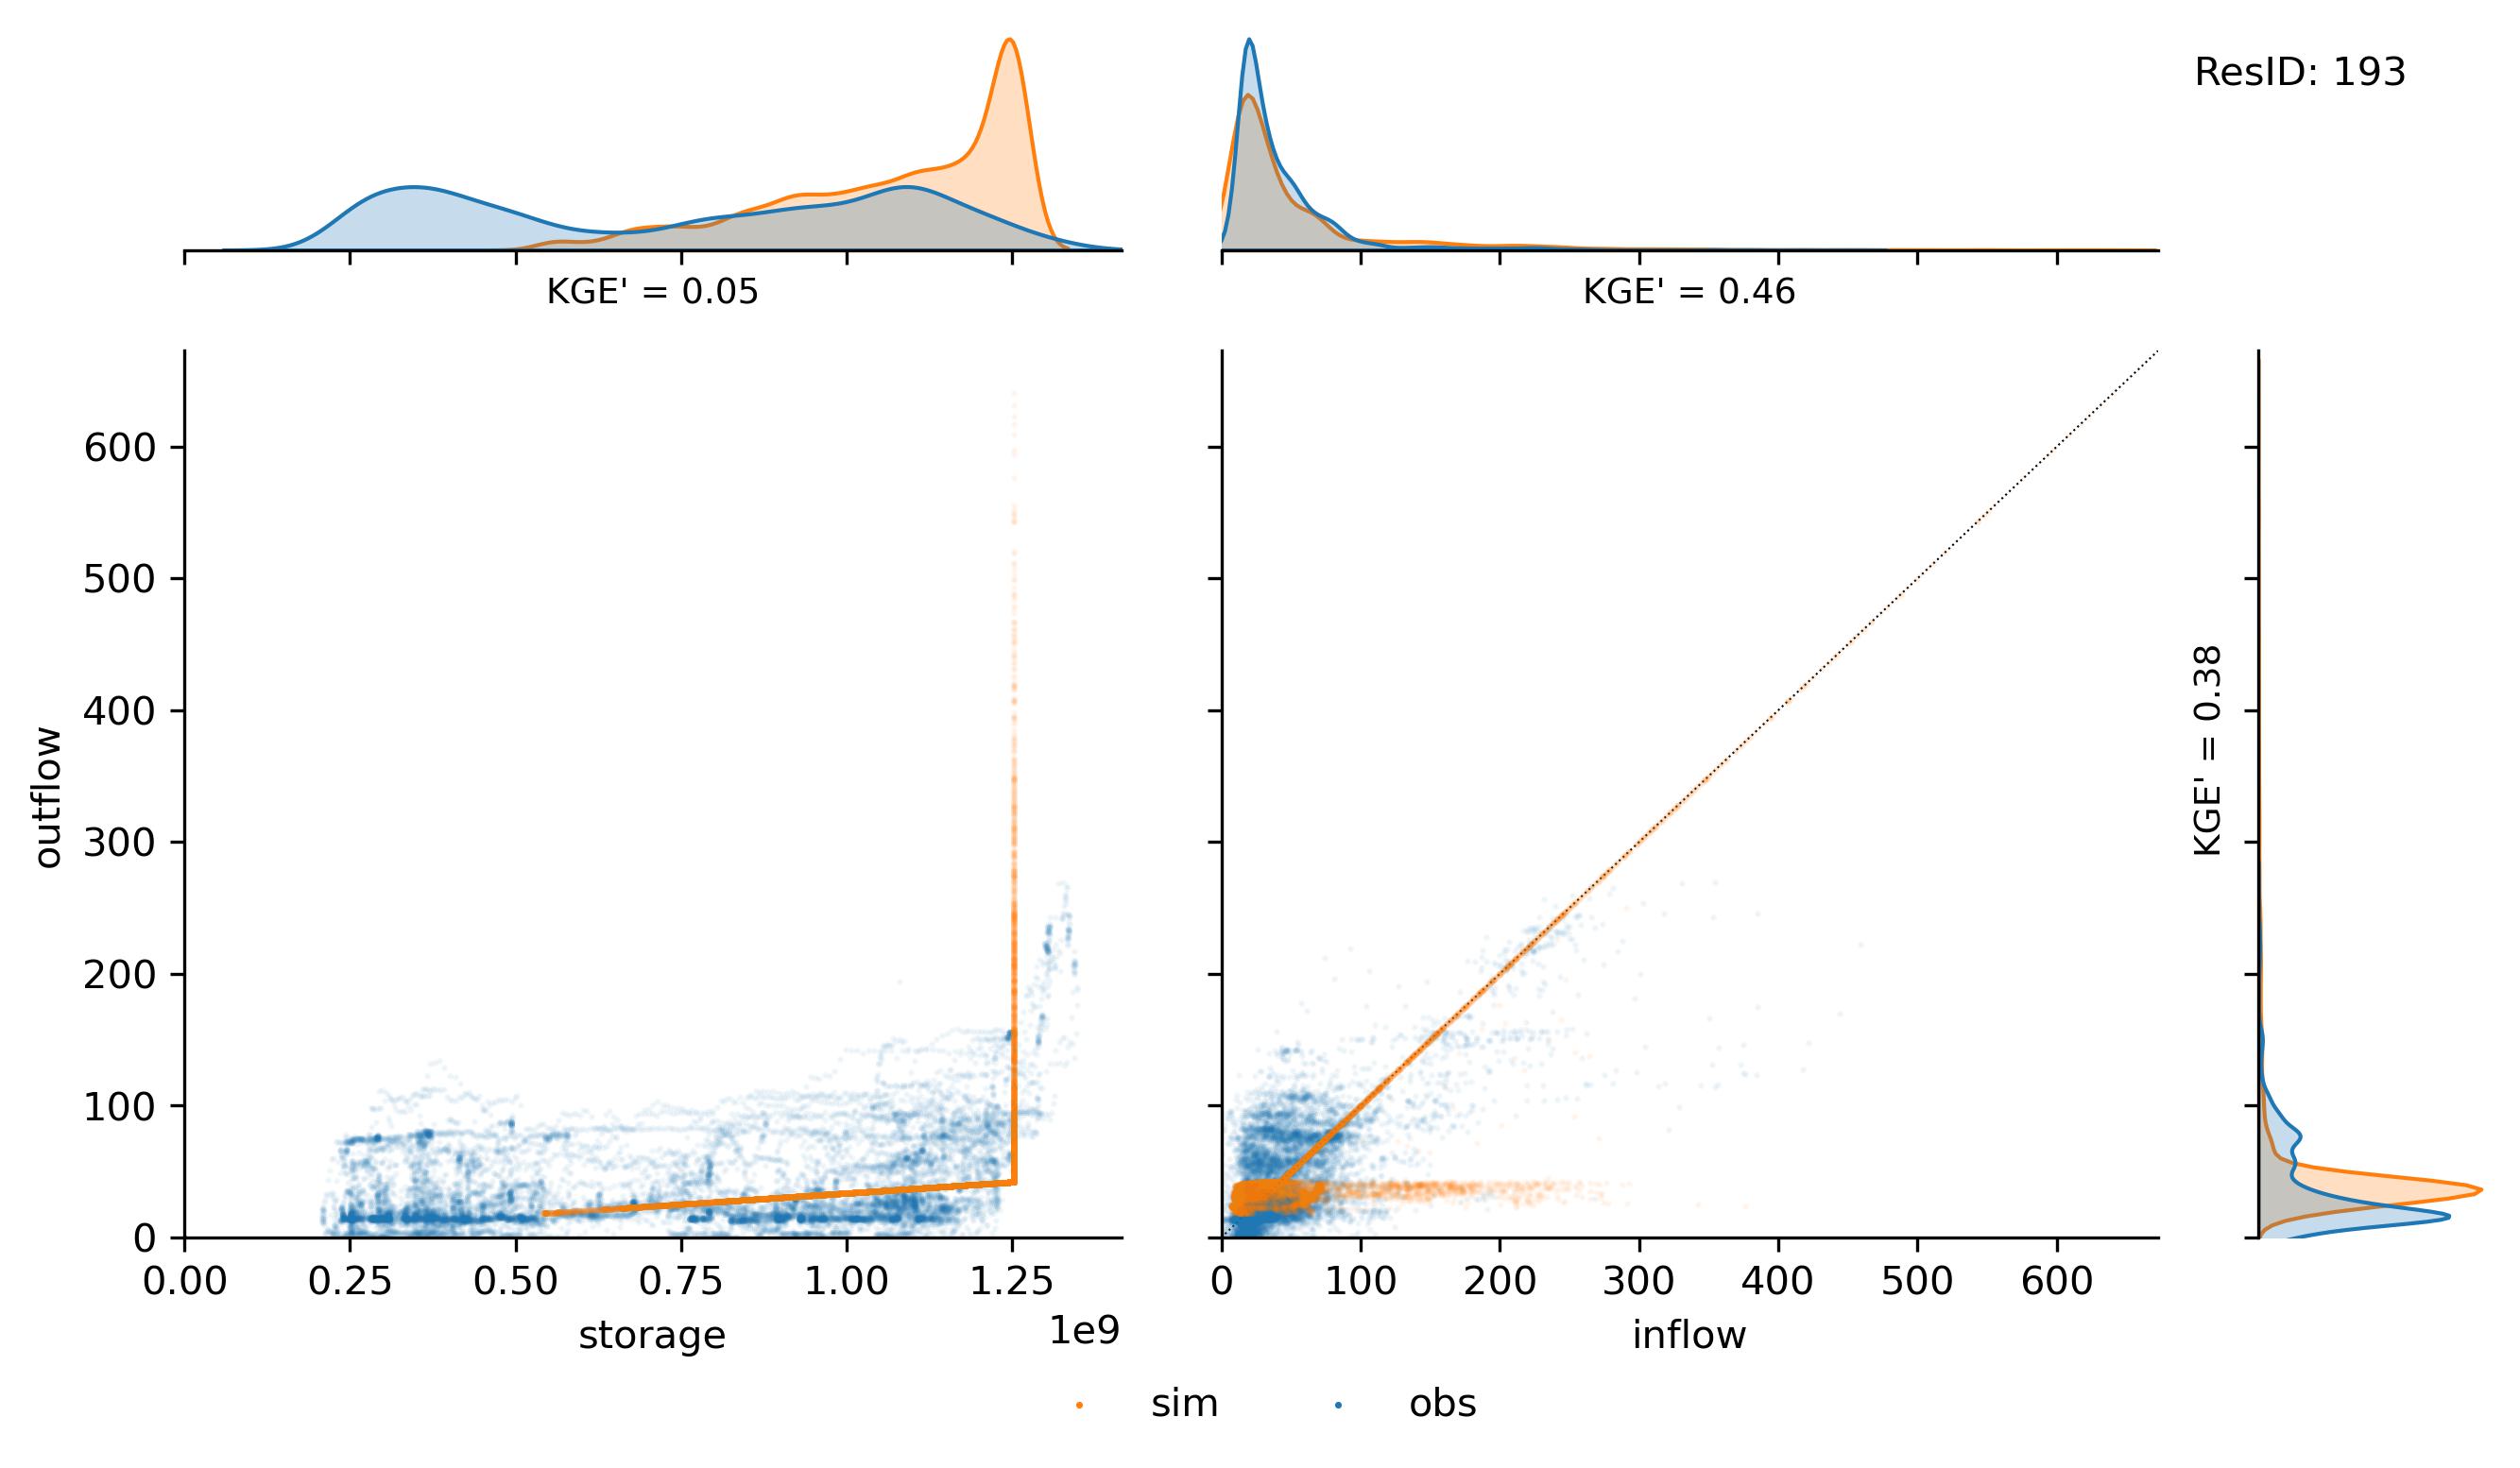 ResID: 193
KGE' = 0.05
KGE' = 0.46
outflow
600
500
400
300
200
100
0
KGE' = 0.38
0.00 0.25 0.50 0.75 1.00 1.25
0 100 200 300 400 500 600
1e9
storage
inflow
sim obs